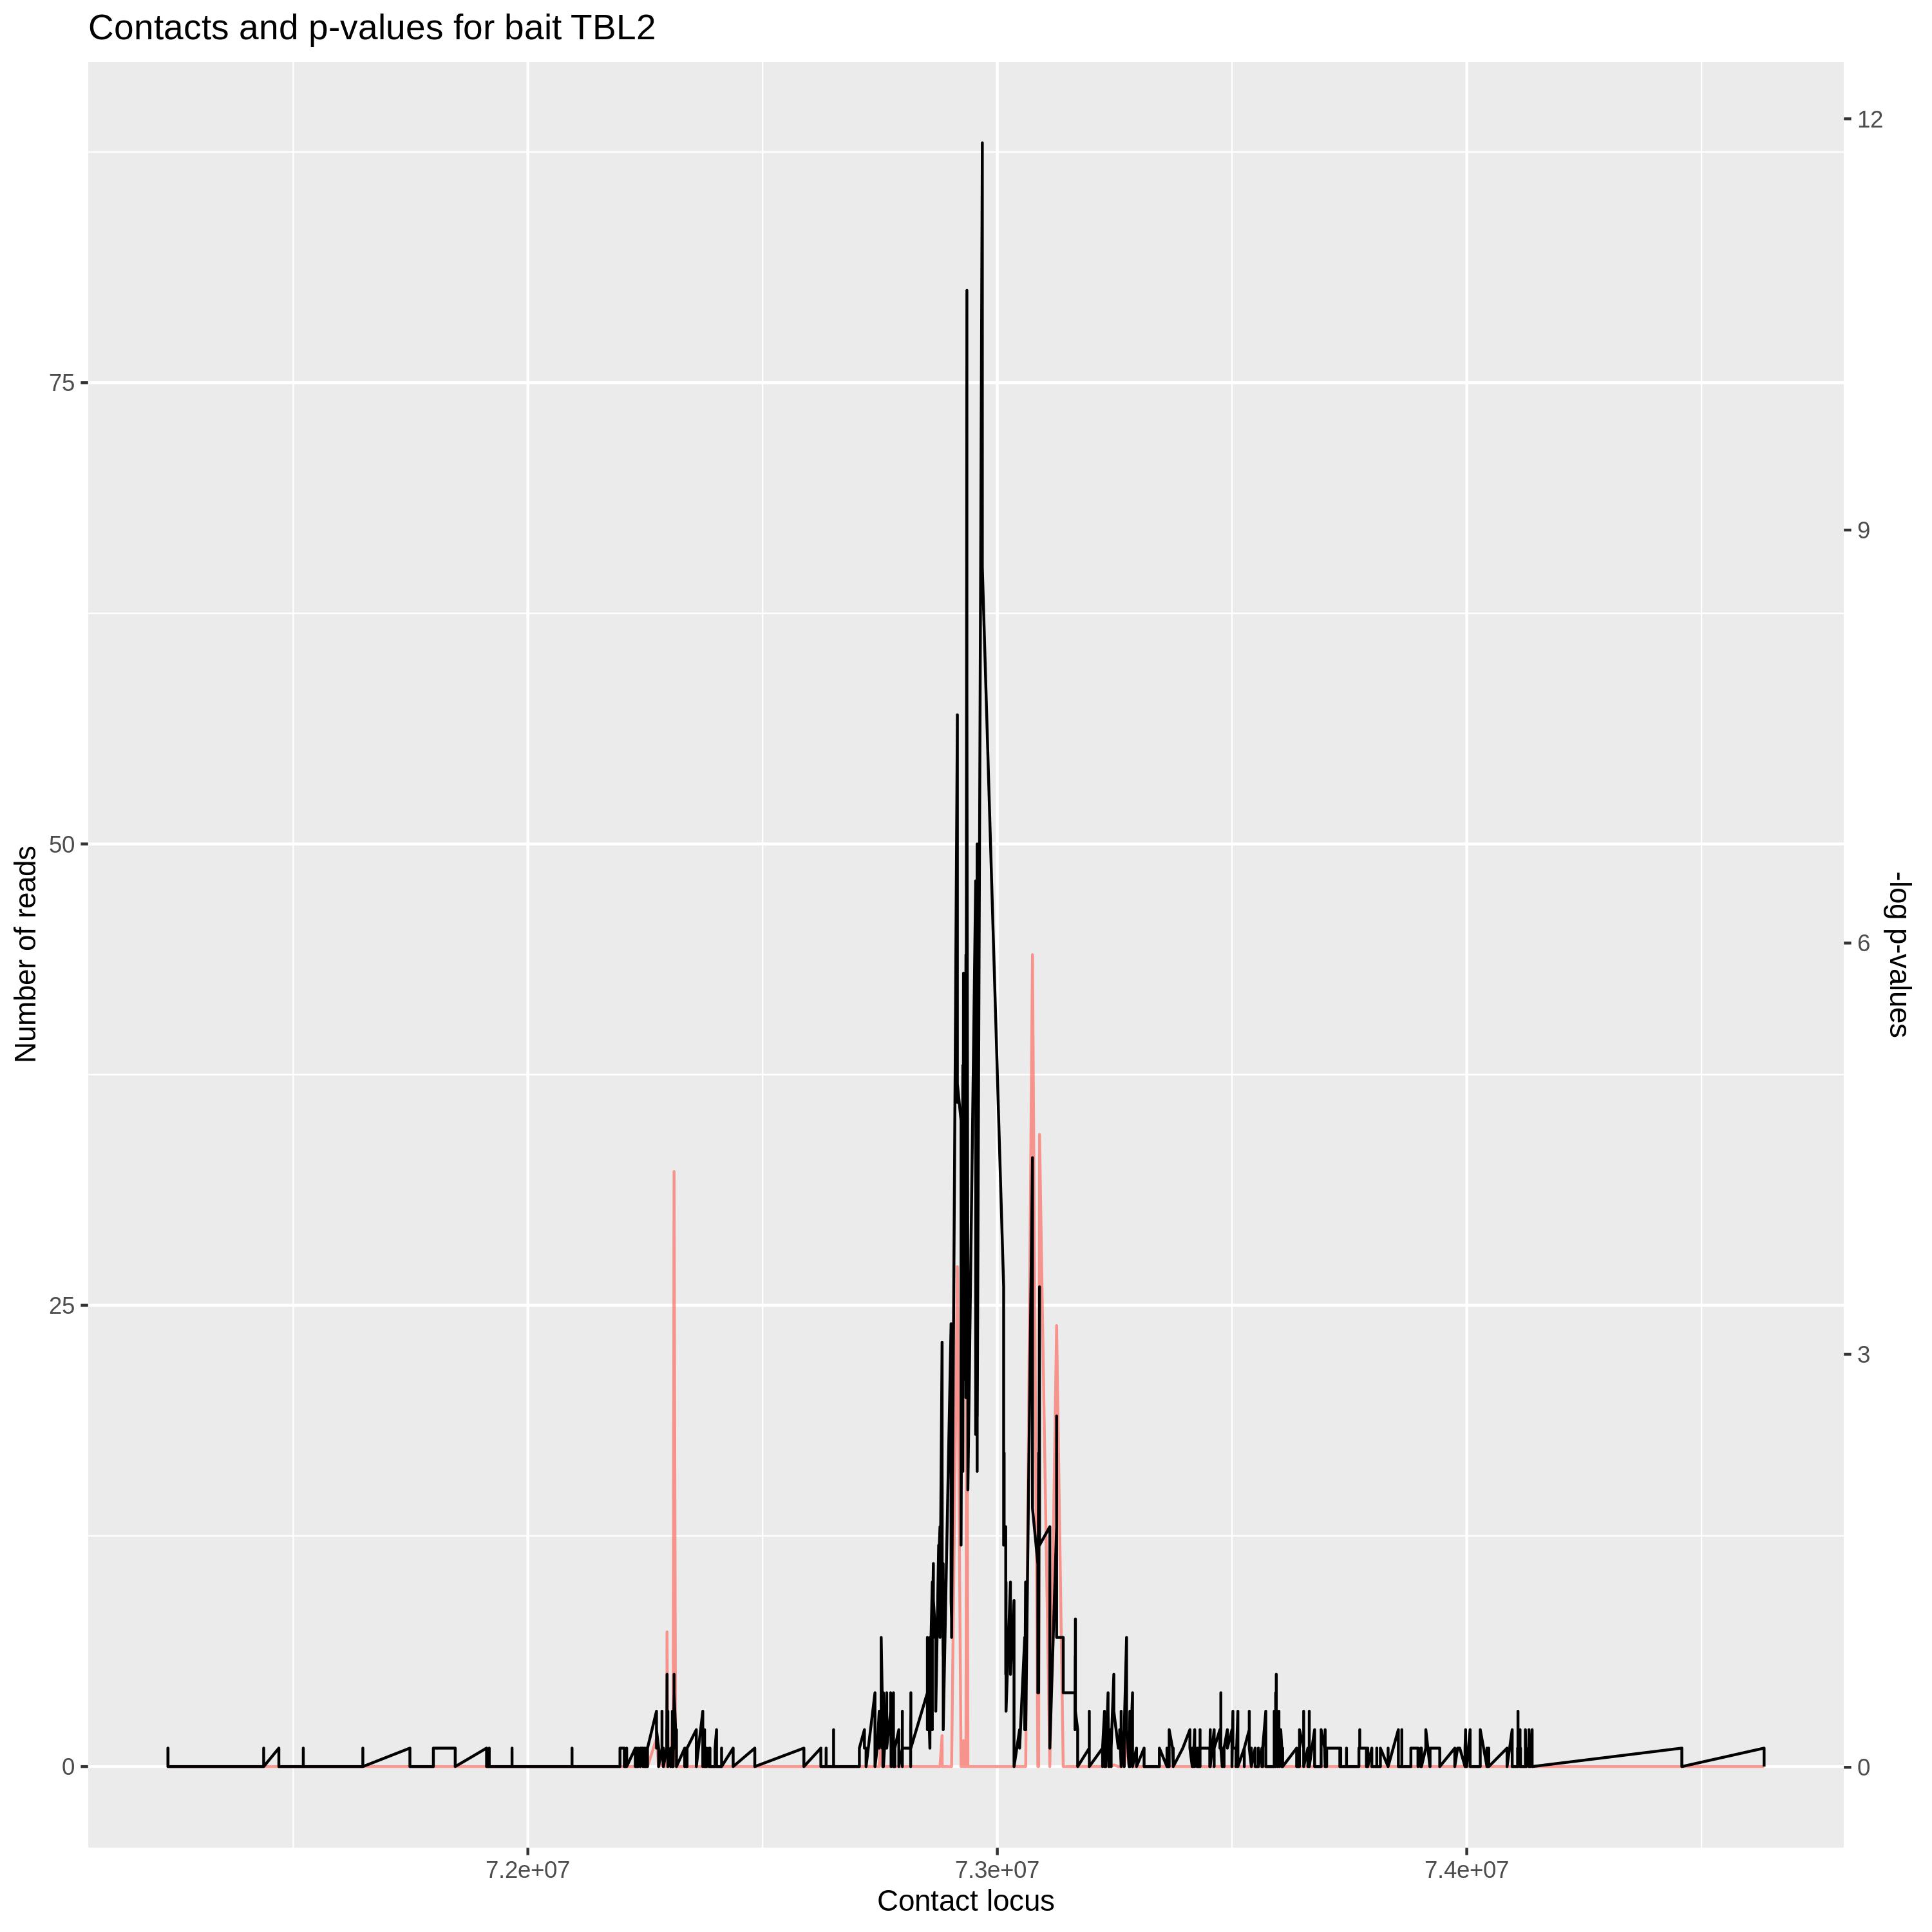 Contacts and p-values for bait TBL2
12
9
6
3
0
-log p-values
75
50
25
0
Number of reads
7.2e+07
7.3e+07
7.4e+07
Contact locus